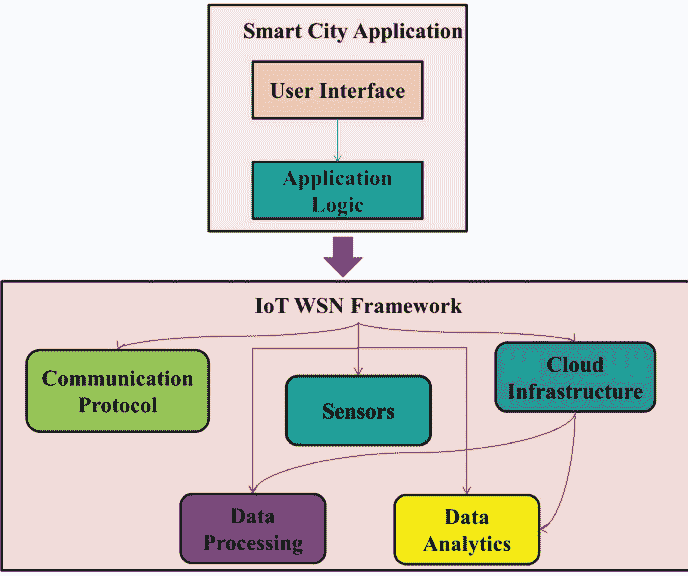 Smart City Application
User Interface
Application
Logic
IoT WSN Framework
Communication
Protocol
Sensors
Cloud
Infrastructure
Data
Processing
Data
Analytics